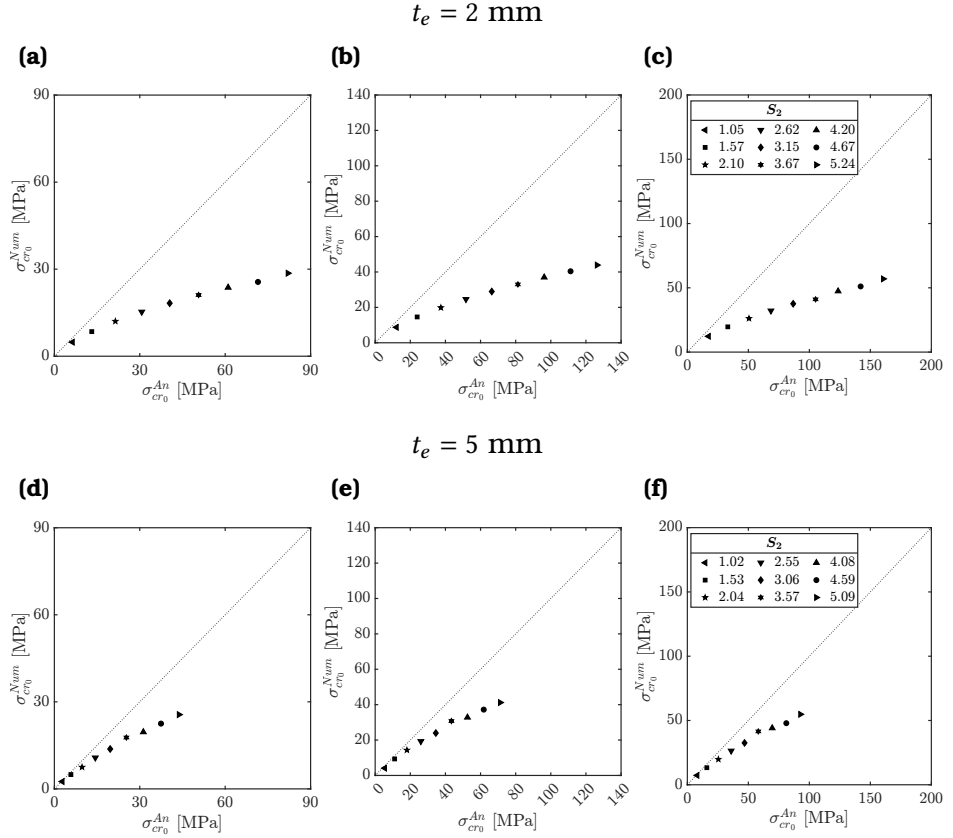 t_e = 2 mm
(a) (b) (c)
90
60
30
0
0 30 60 90
σ_{cr_0}^{Num} [MPa]
σ_{cr_0}^{An} [MPa]
140
120
100
80
60
40
20
0
0 20 40 60 80 100 120 140
σ_{cr_0}^{Num} [MPa]
σ_{cr_0}^{An} [MPa]
200
150
100
50
0
0 50 100 150 200
σ_{cr_0}^{Num} [MPa]
σ_{cr_0}^{An} [MPa]
S_2
1.05 2.62 4.20
1.57 3.15 4.67
2.10 3.67 5.24
t_e = 5 mm
(d) (e) (f)
90
60
30
0
0 30 60 90
σ_{cr_0}^{Num} [MPa]
σ_{cr_0}^{An} [MPa]
140
120
100
80
60
40
20
0
0 20 40 60 80 100 120 140
σ_{cr_0}^{Num} [MPa]
σ_{cr_0}^{An} [MPa]
200
150
100
50
0
0 50 100 150 200
σ_{cr_0}^{Num} [MPa]
σ_{cr_0}^{An} [MPa]
S_2
1.02 2.55 4.08
1.53 3.06 4.59
2.04 3.57 5.09